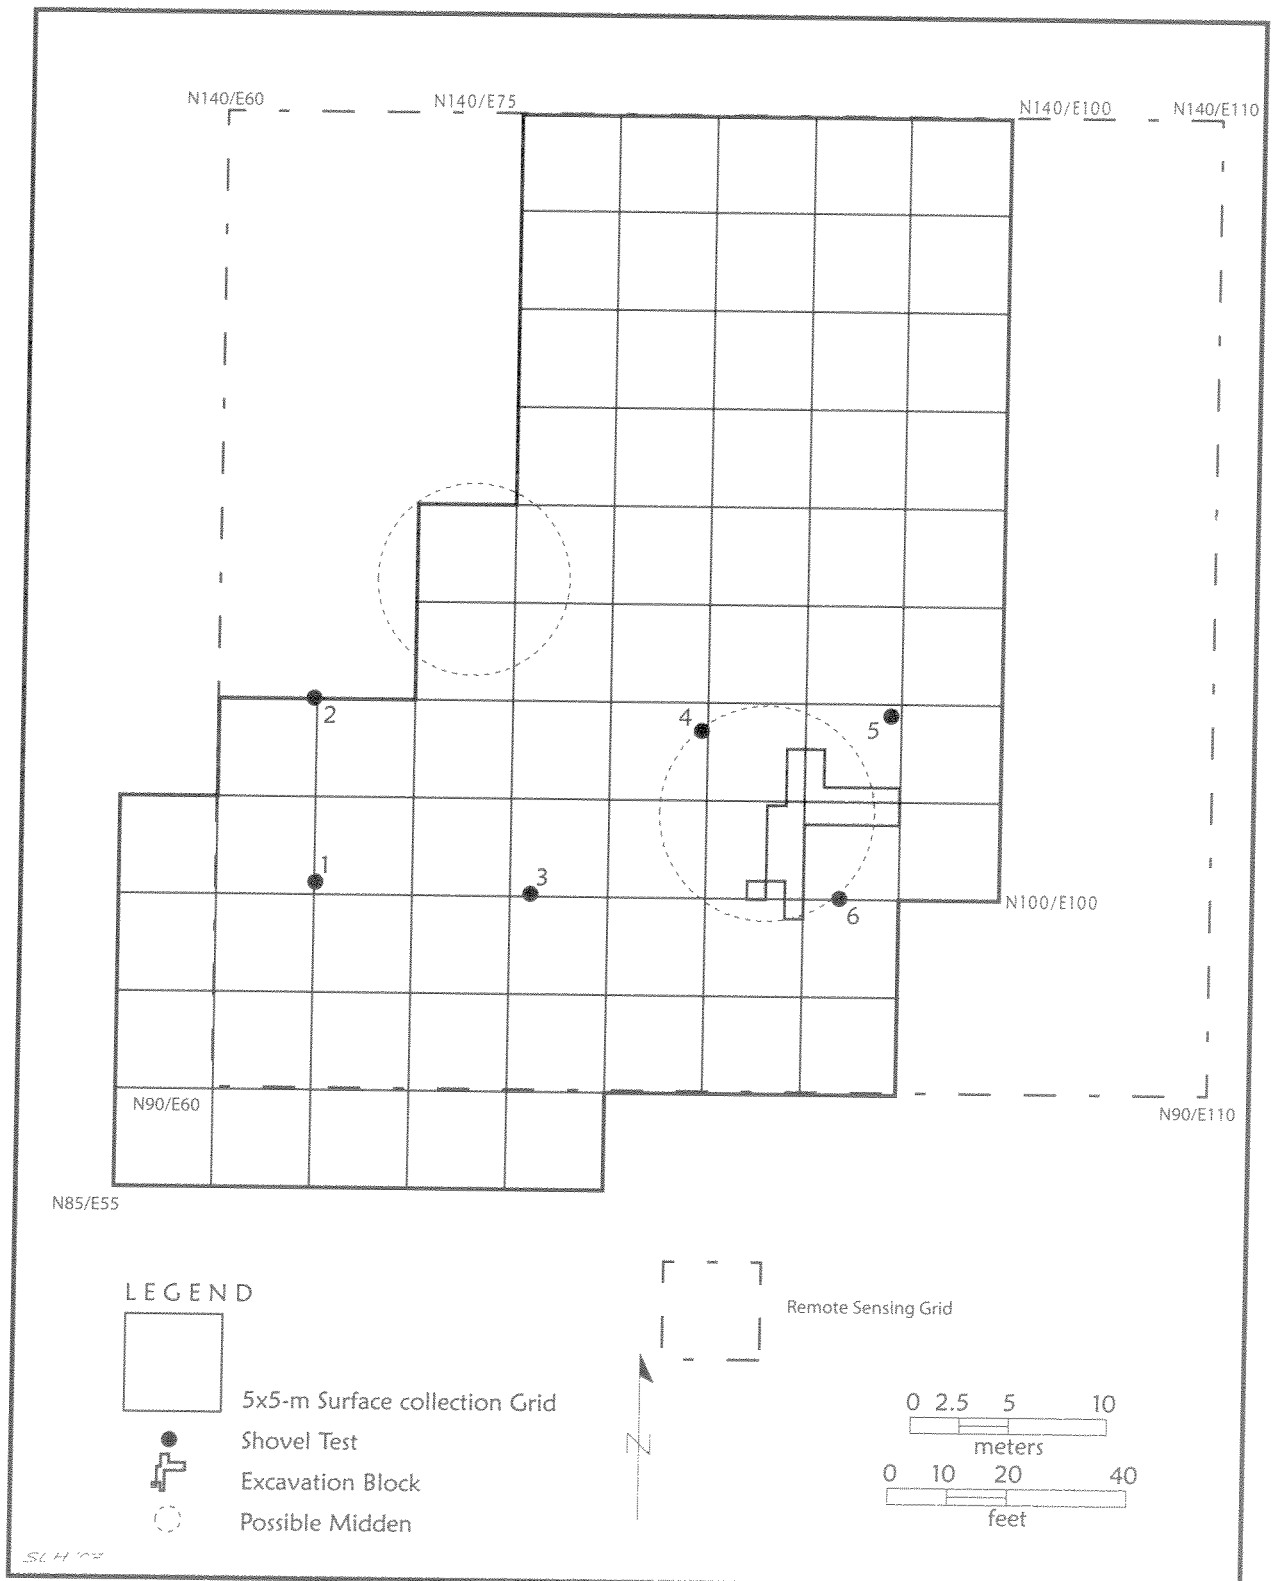 N140/E60
N140/E75
N140/E100
N140/E110
2
4
5
1
3
6
N100/E100
N90/E60
N90/E110
N85/E55
LEGEND
Remote Sensing Grid
5x5-m Surface collection Grid
Shovel Test
Excavation Block
Possible Midden
N
0 2.5 5 10
meters
0 10 20 40
feet